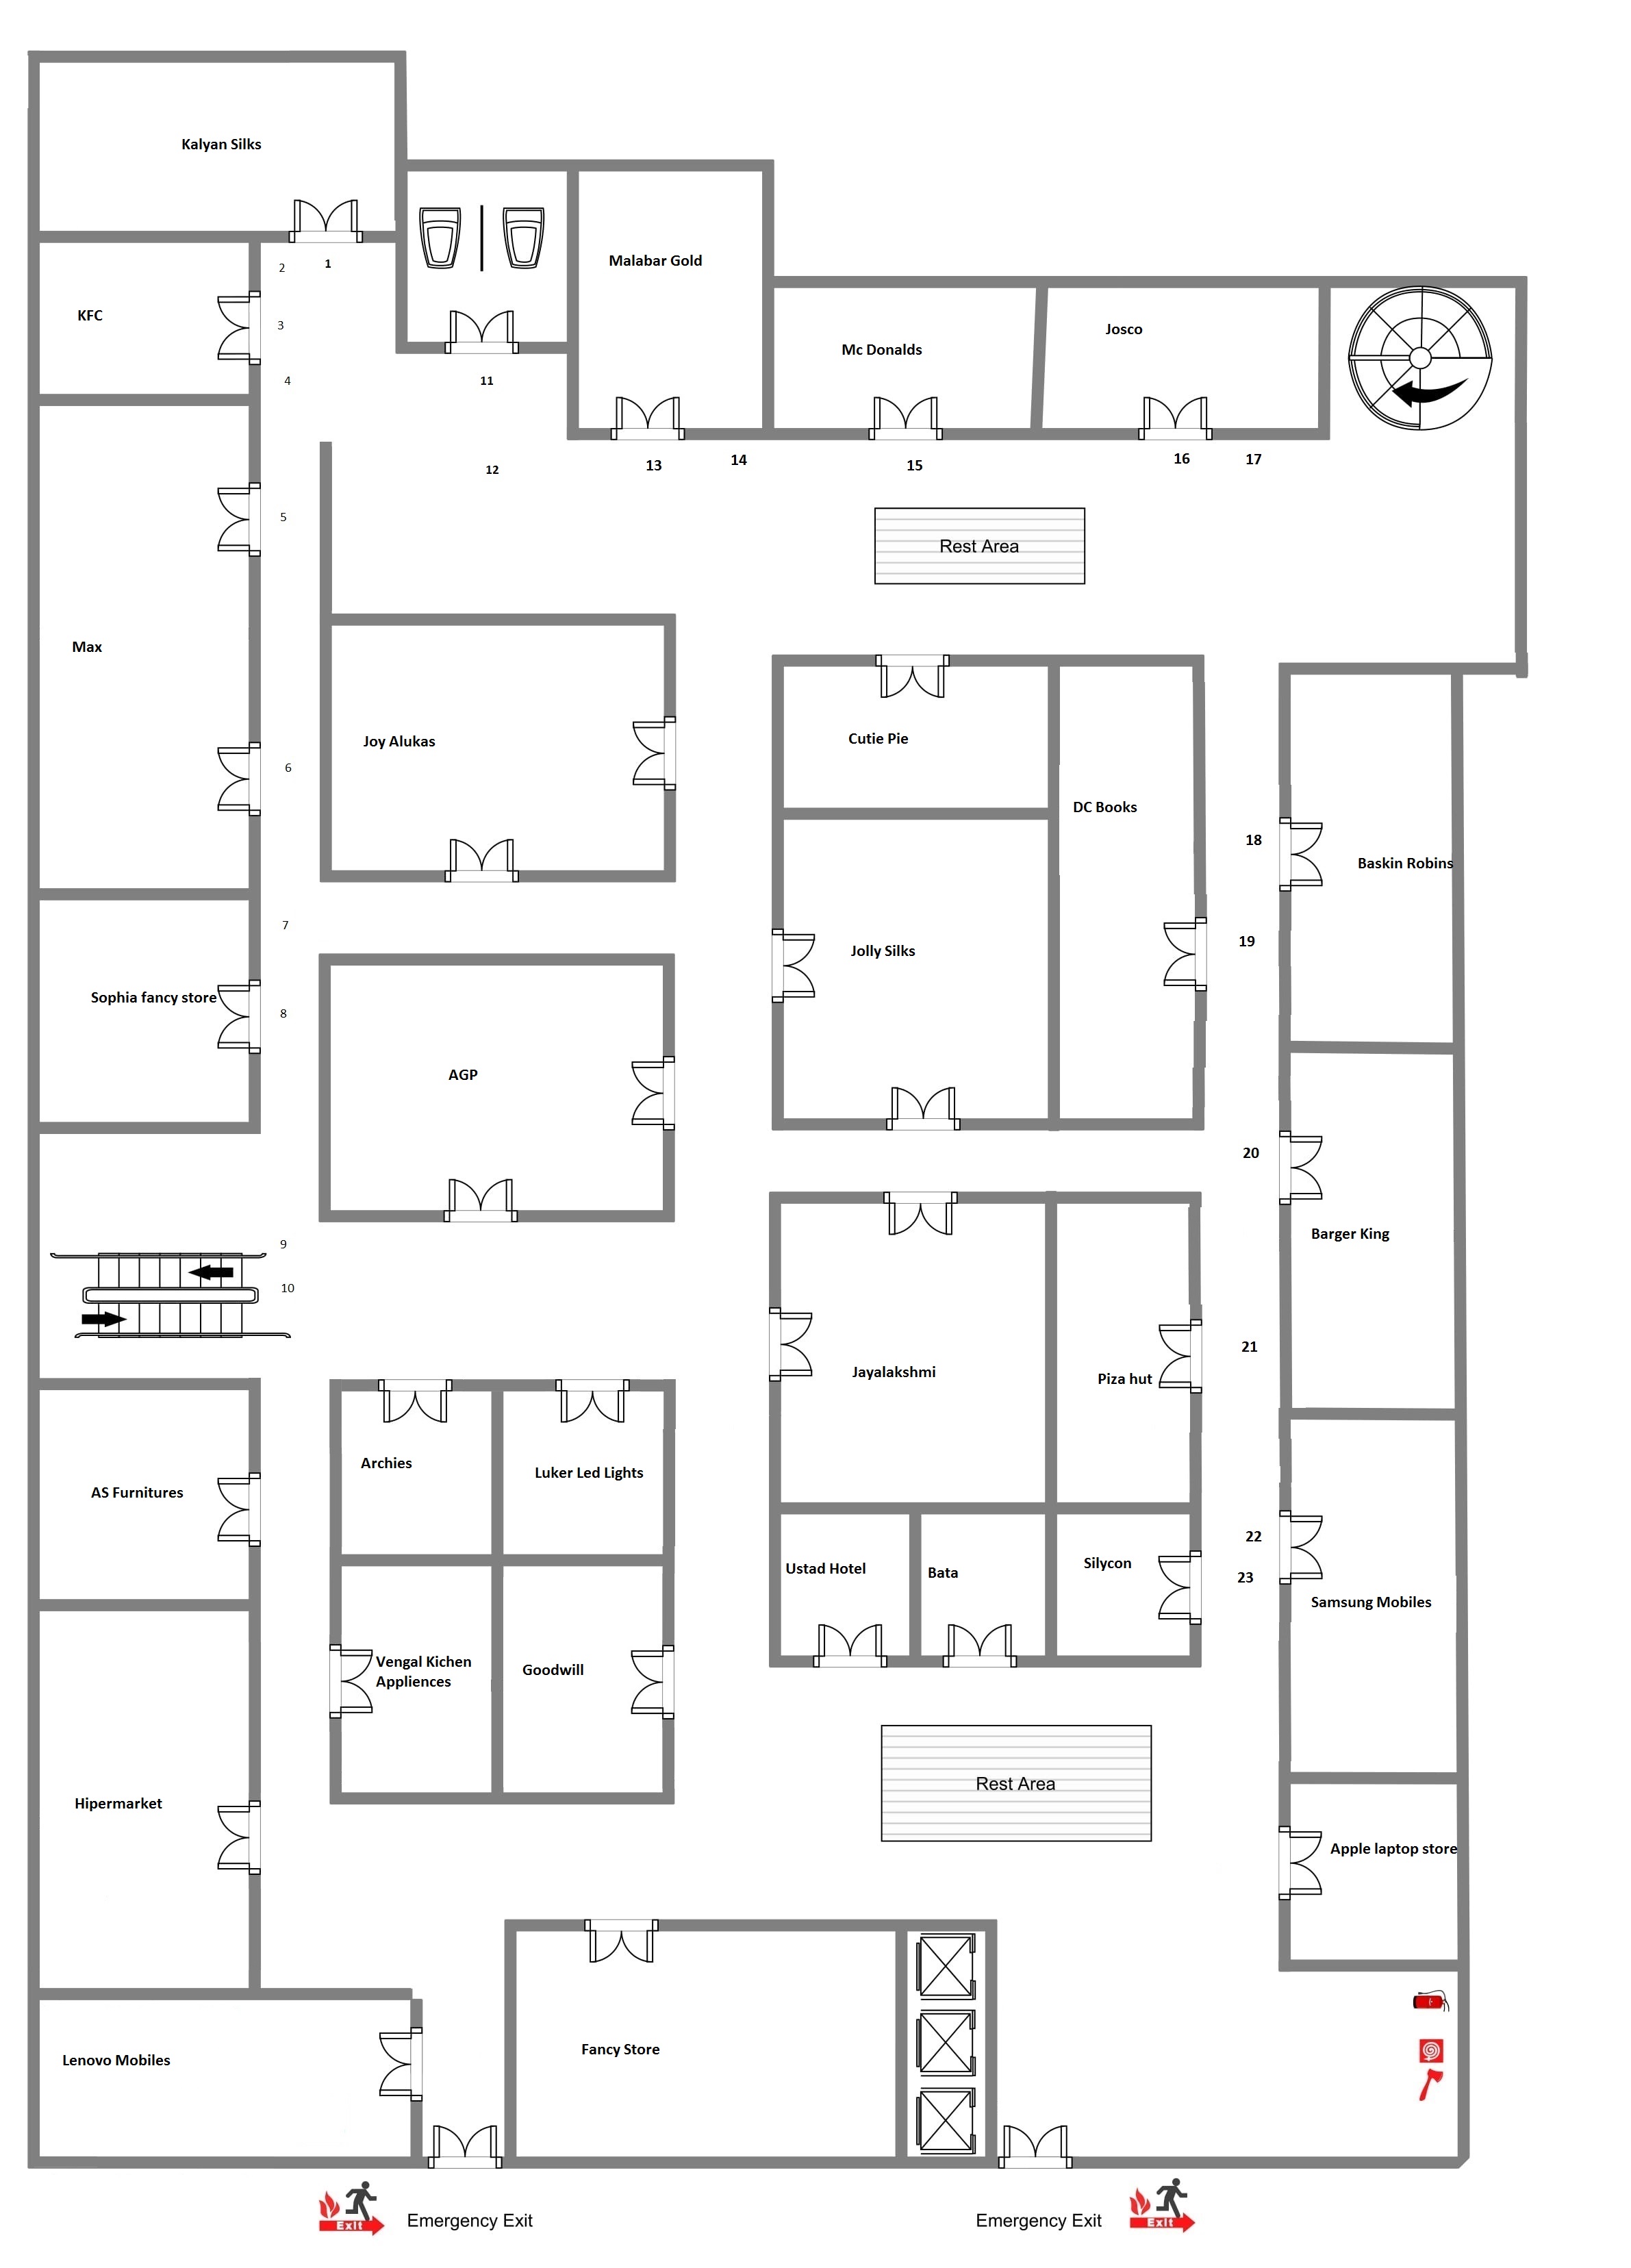 Kalyan Silks
Malabar Gold
2
1
KFC
3
Josco
Mc Donalds
4
11
12
13
14
15
16
17
5
Rest Area
Max
6
Joy Alukas
Cutie Pie
DC Books
18
Baskin Robins
7
Jolly Silks
19
Sophia fancy store
8
AGP
20
9
Barger King
10
21
Jayalakshmi
Piza hut
Archies
Luker Led Lights
AS Furnitures
22
Ustad Hotel
Bata
Silycon
23
Samsung Mobiles
Vengal Kichen
Appliences
Goodwill
Rest Area
Hipermarket
Apple laptop store
Fancy Store
Lenovo Mobiles
Exit
Emergency Exit
Emergency Exit
Exit